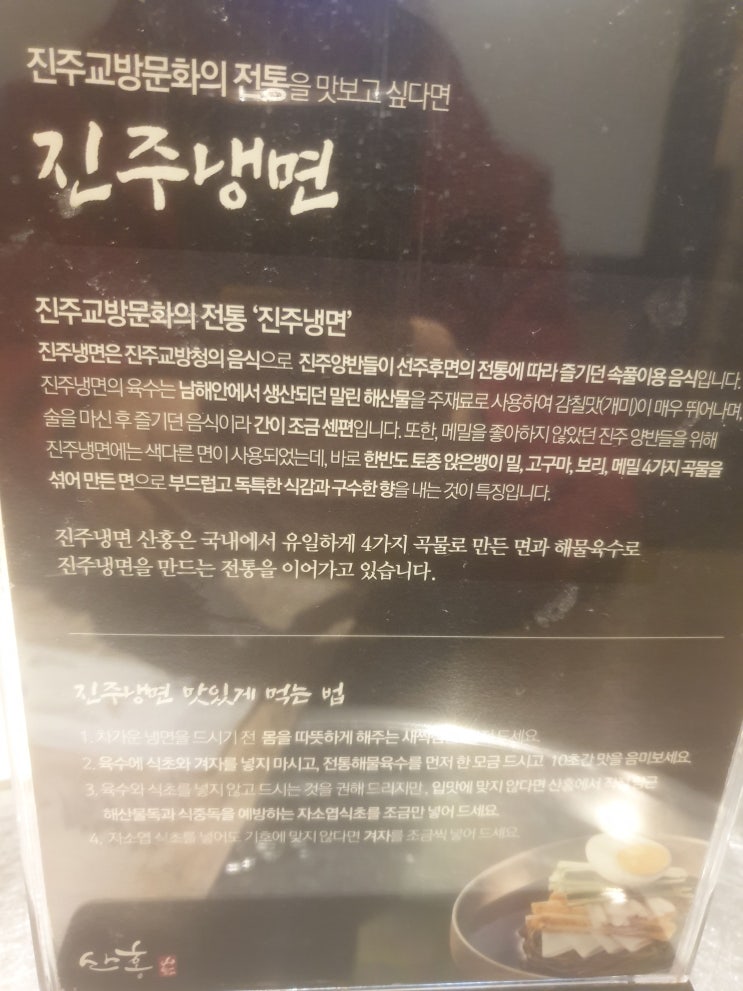 진주교방문화의 전통을 맛보고 싶다면
진주냉면
진주교방문화의 전통 '진주냉면'
진주냉면은 진주교방청의 음식으로 진주양반들이 선주후면의 전통에 따라 즐기던 속풀이용 음식입니다.
진주냉면의 육수는 남해안에서 생산되던 말린 해산물을 주재료로 사용하여 감칠맛(개미)이 매우 뛰어나며,
술을 마신 후 즐기던 음식이라 간이 조금 센편입니다. 또한, 메밀을 좋아하지 않았던 진주 양반들을 위해
진주냉면에는 색다른 면이 사용되었는데, 바로 한반도 토종 앉은뱅이 밀, 고구마, 보리, 메밀 4가지 곡물을
섞어 만든 면으로 부드럽고 독특한 식감과 구수한 향을 내는 것이 특징입니다.
진주냉면 산홍은 국내에서 유일하게 4가지 곡물로 만든 면과 해물육수로
진주냉면을 만드는 전통을 이어가고 있습니다.
진주냉면 맛있게 먹는 법
1. 차가운 냉면을 드시기 전 몸을 따뜻하게 해주는 드세요.
2. 육수에 식초와 겨자를 넣지 마시고, 전통해물육수를 먼저 한 모금 드시고 10초간 맛을 음미보세요.
3. 육수와 식초를 넣지 않고 드시는 것을 권해 드리지만, 입맛에 맞지 않다면 산홍에서
해산물독과 식중독을 예방하는 자소엽식초를 조금만 넣어 드세요.
4. 자소엽 식초를 넣어도 기호에 맞지 않다면 겨자를 조금씩 넣어 드세요.
산홍